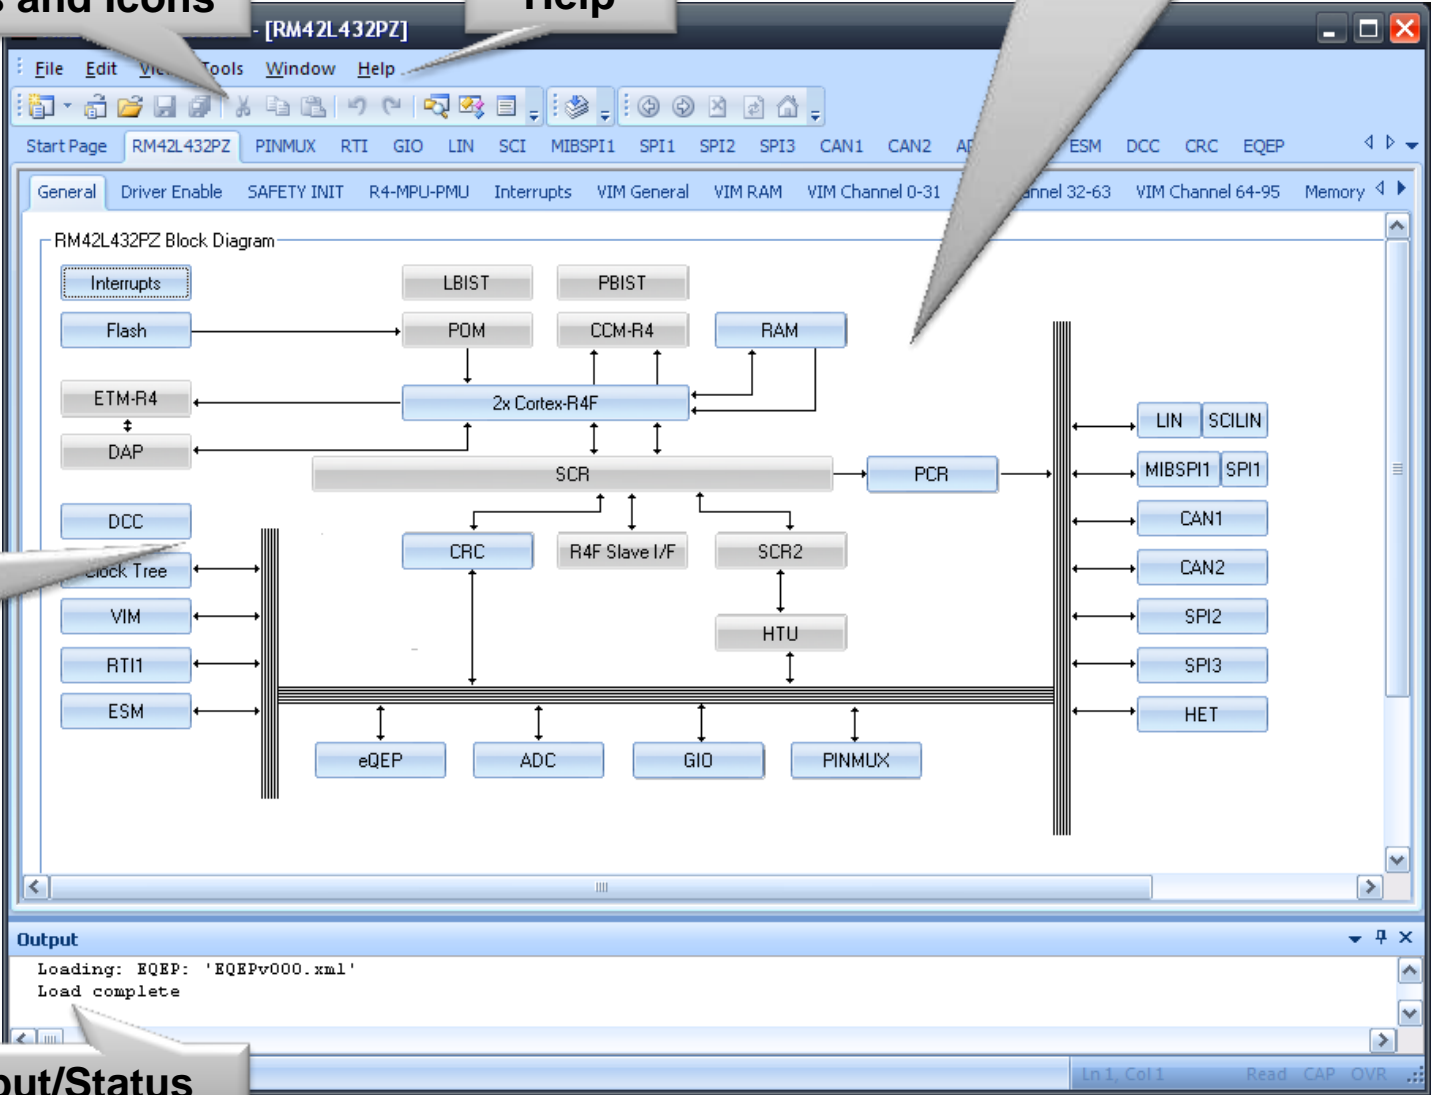 and Icons
Help
- [RM42L432PZ]
File Edit Tools Window Help
Start Page RM42L432PZ PINMUX RTI GIO LIN SCI MIBSPI1 SPI1 SPI2 SPI3 CAN1 CAN2 ESM DCC CRC EQEP
General Driver Enable SAFETY INIT R4-MPU-PMU Interrupts VIM General VIM RAM VIM Channel 0-31 32-63 VIM Channel 64-95 Memory
RM42L432PZ Block Diagram
Interrupts LBIST PBIST
Flash POM CCM-R4 RAM
ETM-R4 2x Cortex-R4F
LIN SCILIN
DAP
SCR PCR MIBSPI1 SPI1
DCC CAN1
CRC R4F Slave I/F SCR2
Clock Tree CAN2
VIM HTU SPI2
RTI1 SPI3
ESM HET
eQEP ADC GIO PINMUX
Output
Loading: EQEP: 'EQEPv000.xml'
Load complete
/Status
Ln 1, Col 1 Read CAP OVR